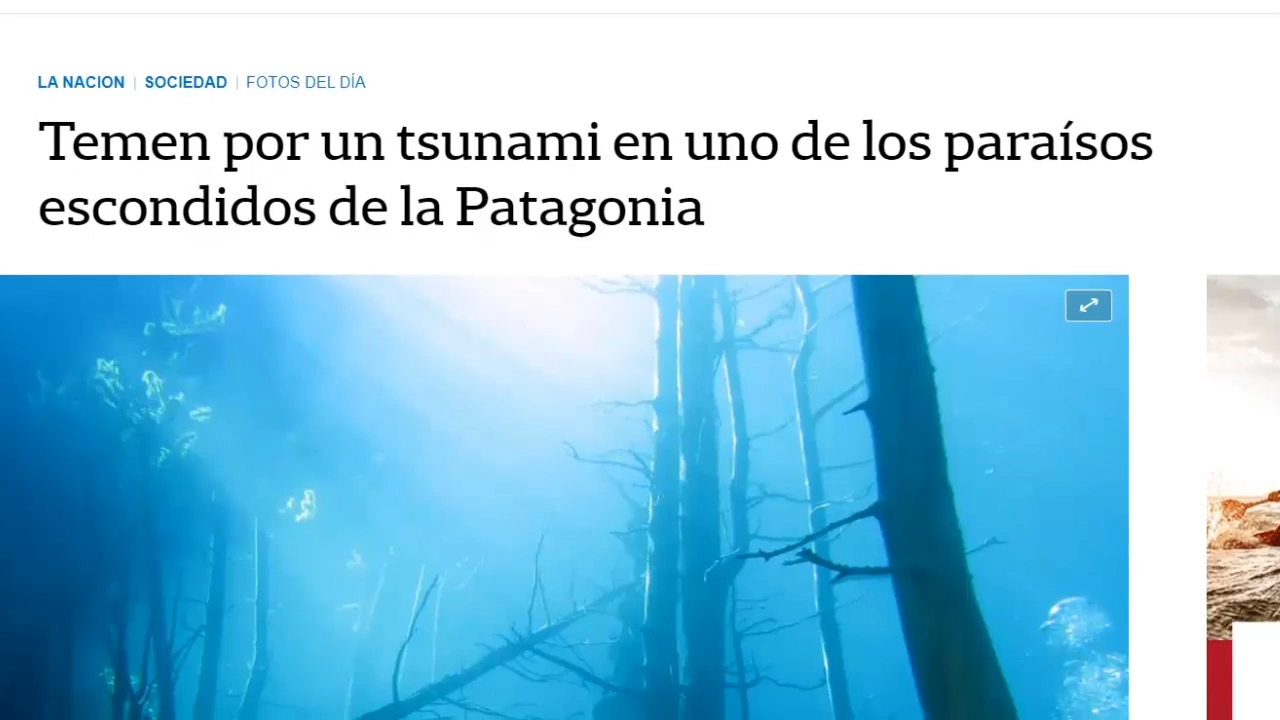 LA NACION | SOCIEDAD | FOTOS DEL DÍA
Temen por un tsunami en uno de los paraísos
escondidos de la Patagonia